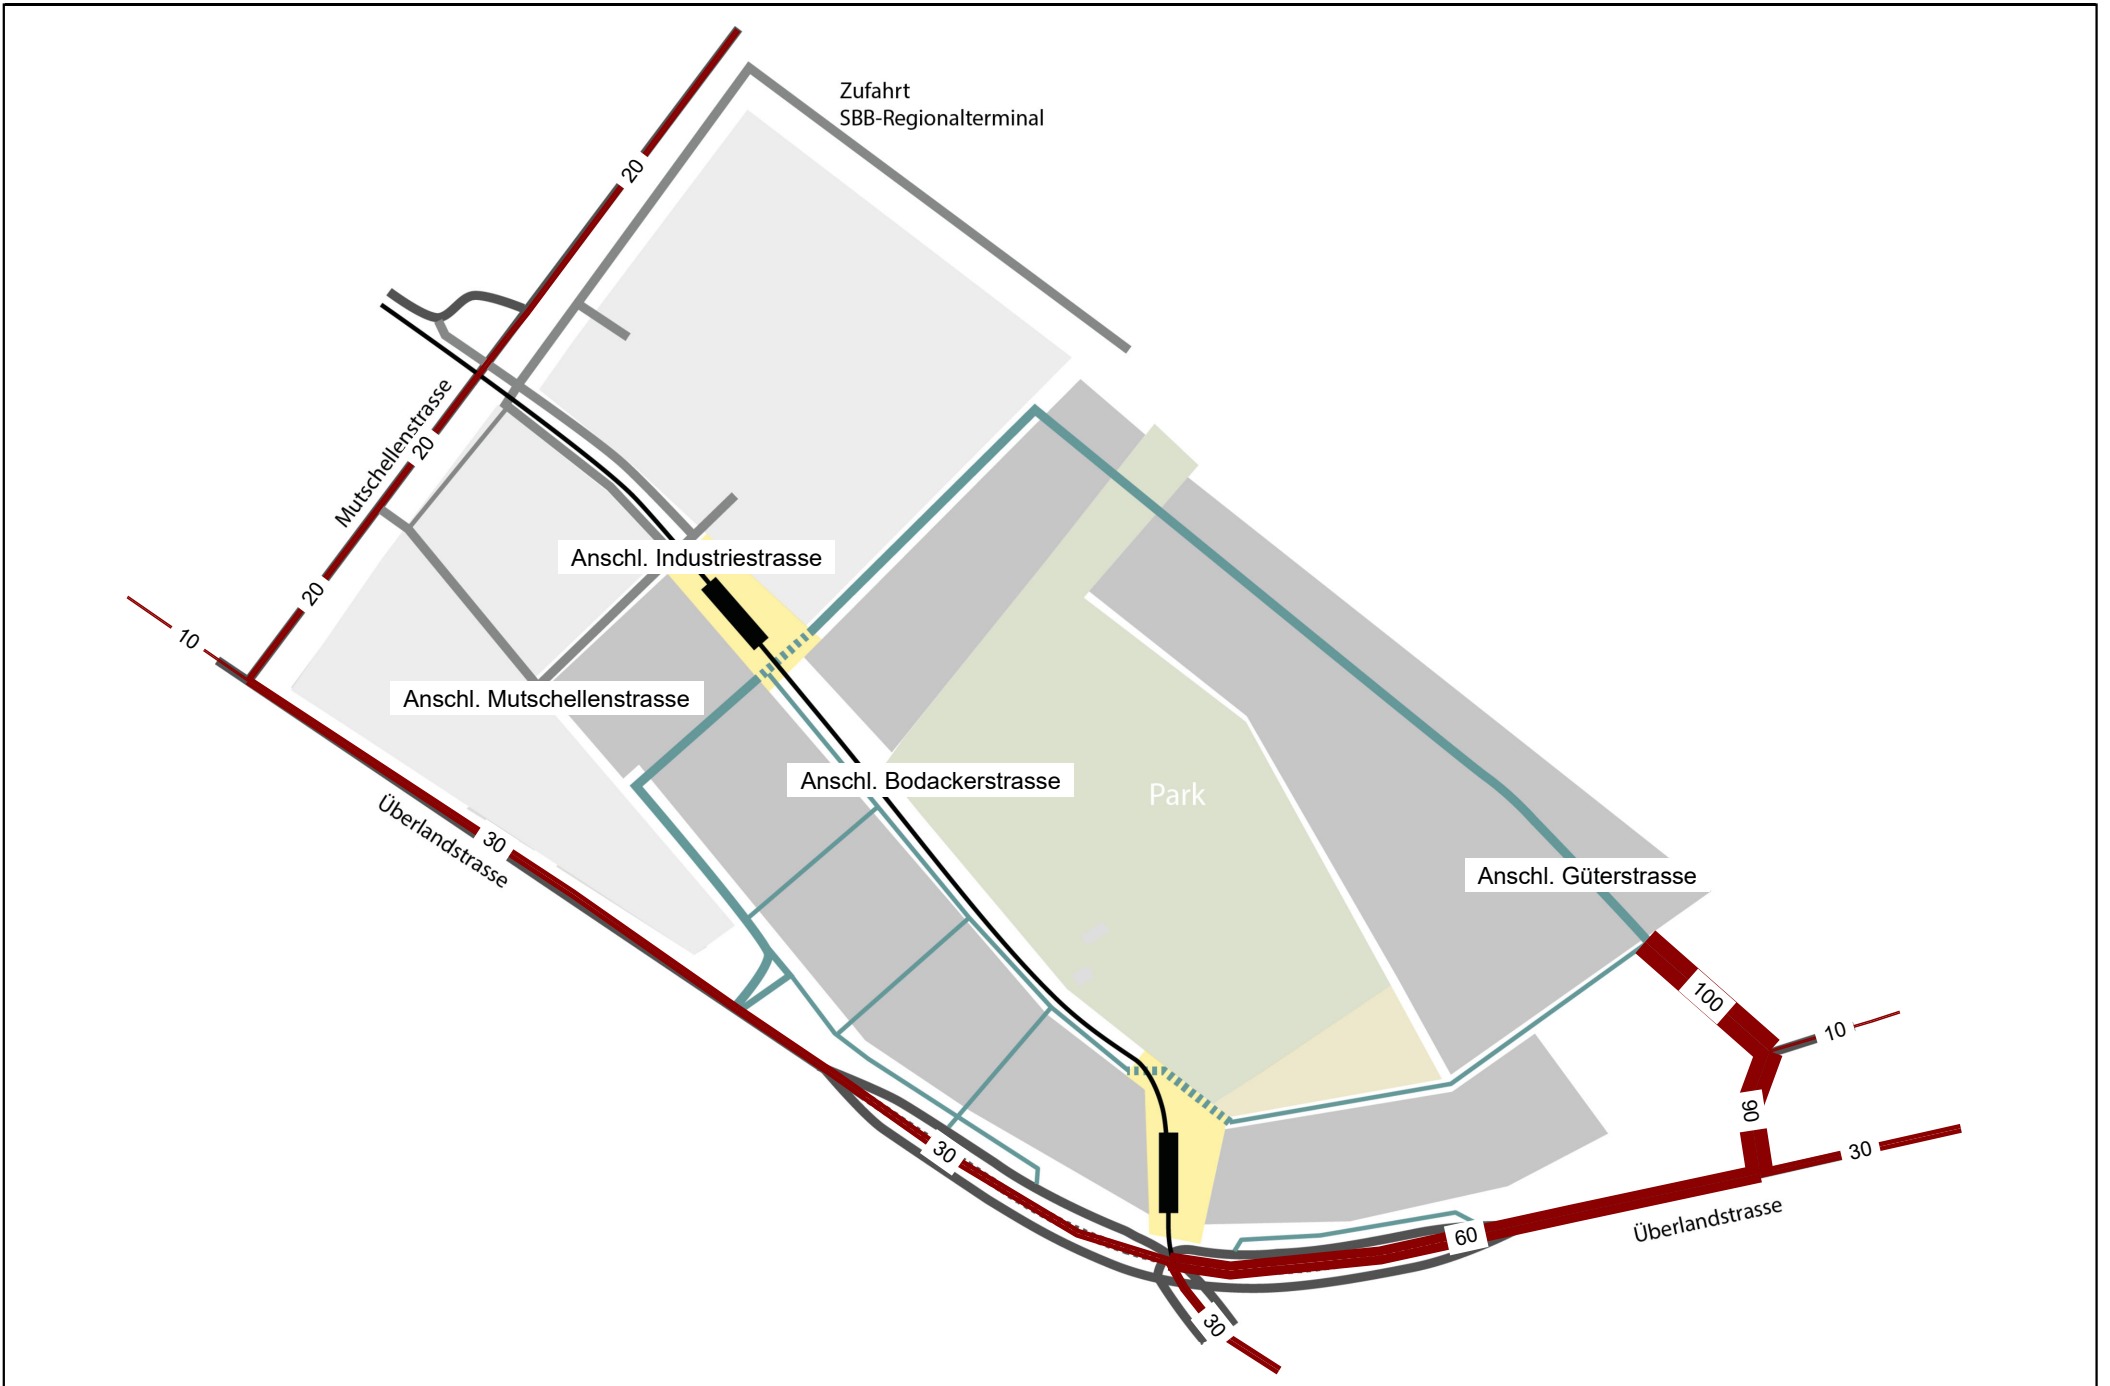 Zufahrt
SBB-Regionalterminal
20
Mutschellenstrasse
20
Anschl. Industriestrasse
20
10
Anschl. Mutschellenstrasse
Anschl. Bodackerstrasse
Park
Überlandstrasse
30
Anschl. Güterstrasse
100
10
90
30
30
Überlandstrasse
60
30